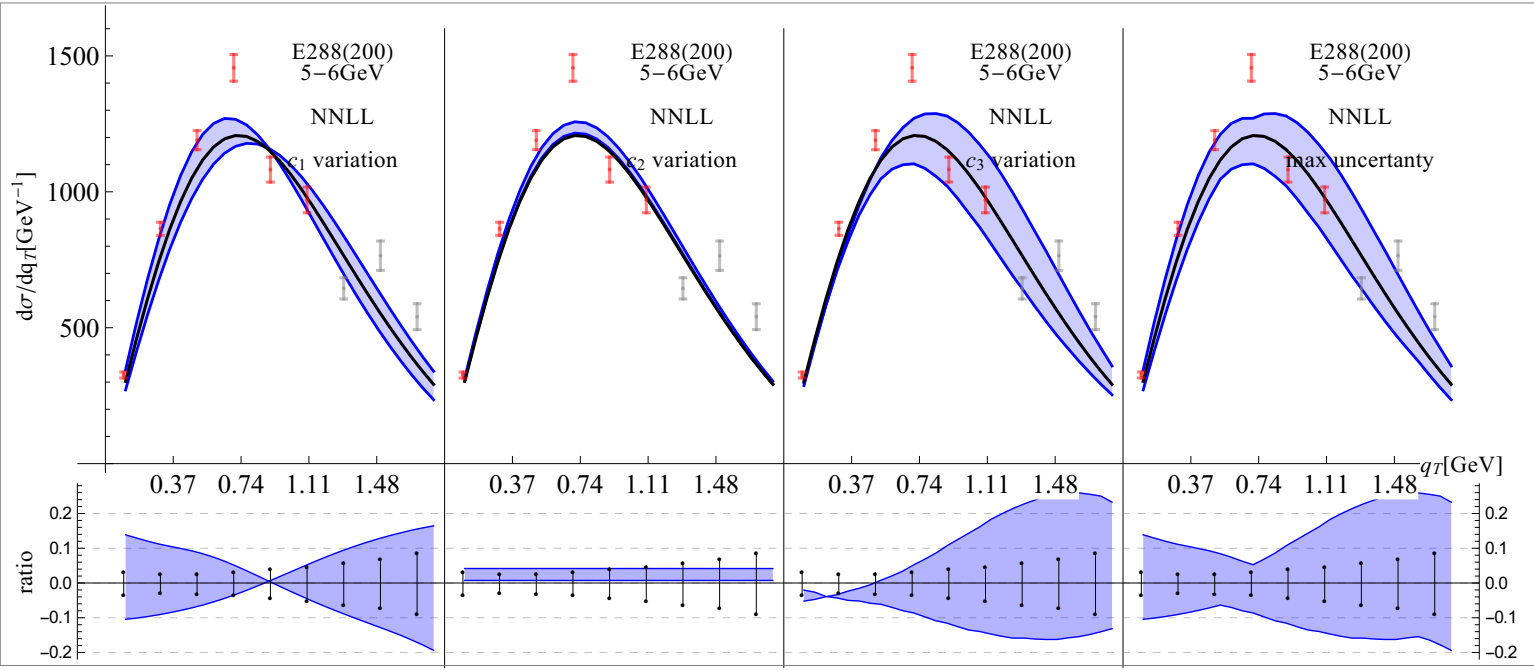 E288(200)
5−6GeV
NNLL
c1 variation
E288(200)
5−6GeV
NNLL
c2 variation
E288(200)
5−6GeV
NNLL
c3 variation
E288(200)
5−6GeV
NNLL
max uncertanty
dσ/dqT[GeV−1]
1500
1000
500
qT[GeV]
0.37 0.74 1.11 1.48
0.37 0.74 1.11 1.48
0.37 0.74 1.11 1.48
0.37 0.74 1.11 1.48
ratio
0.2
0.1
0.0
−0.1
−0.2
0.2
0.1
0.0
−0.1
−0.2